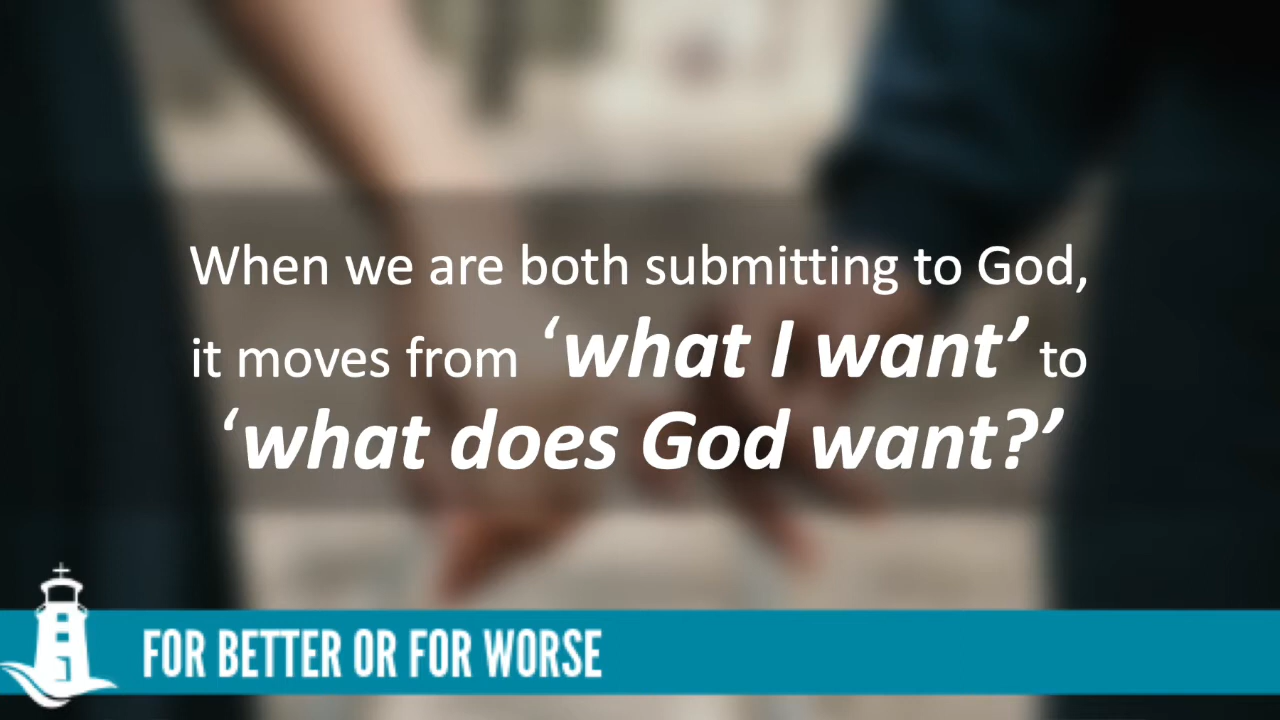 When we are both submitting to God,
it moves from ‘what I want’ to
‘what does God want?’
FOR BETTER OR FOR WORSE